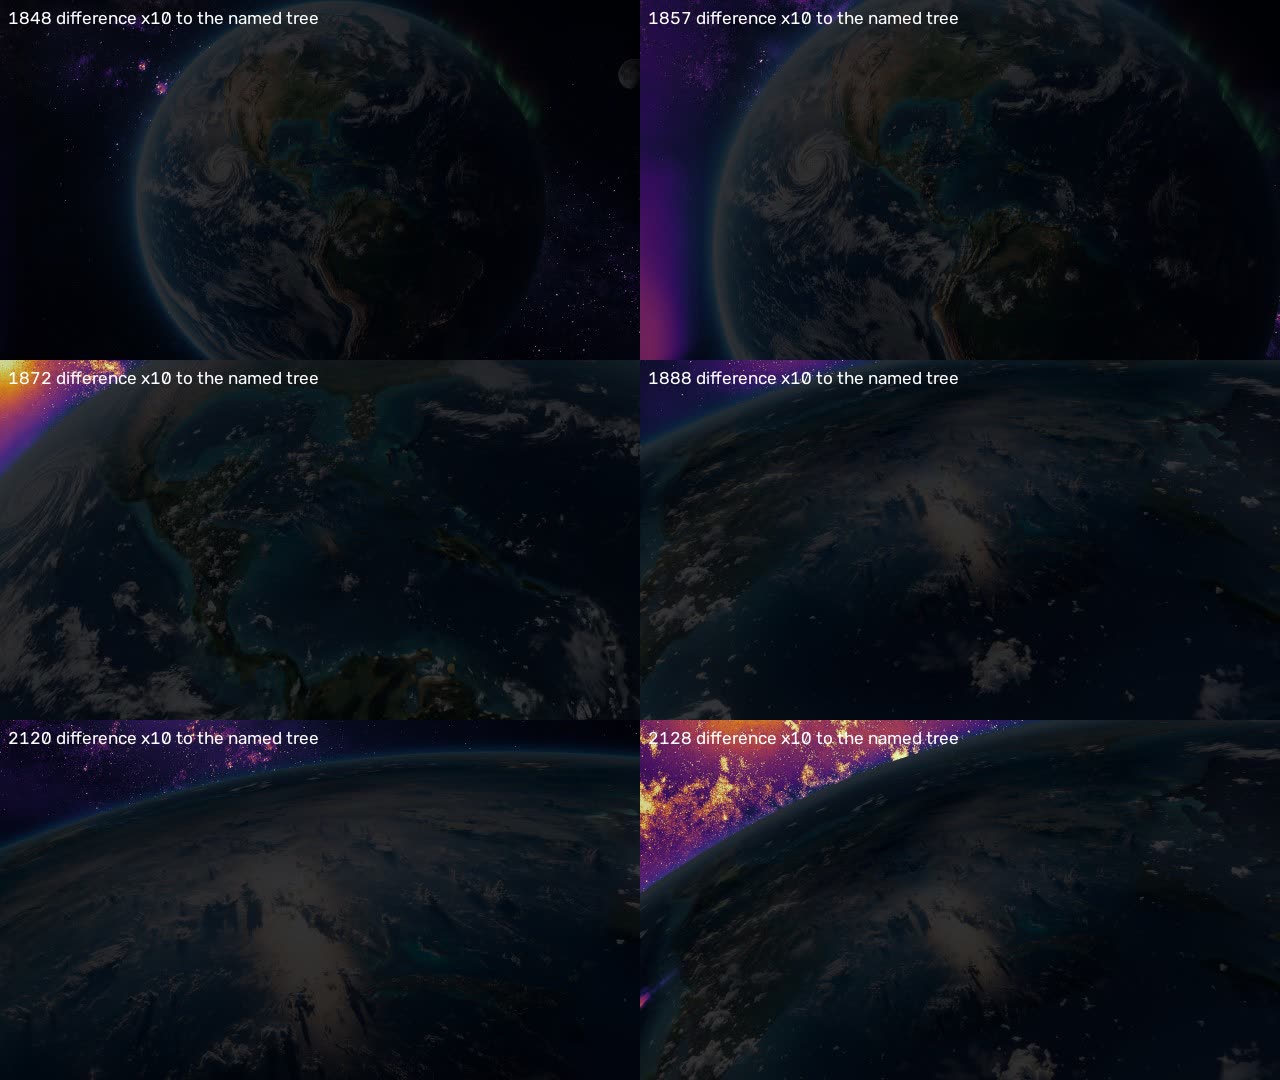 1848 difference x10 to the named tree
1857 difference x10 to the named tree
1872 difference x10 to the named tree
1888 difference x10 to the named tree
2120 difference x10 to the named tree
2128 difference x10 to the named tree